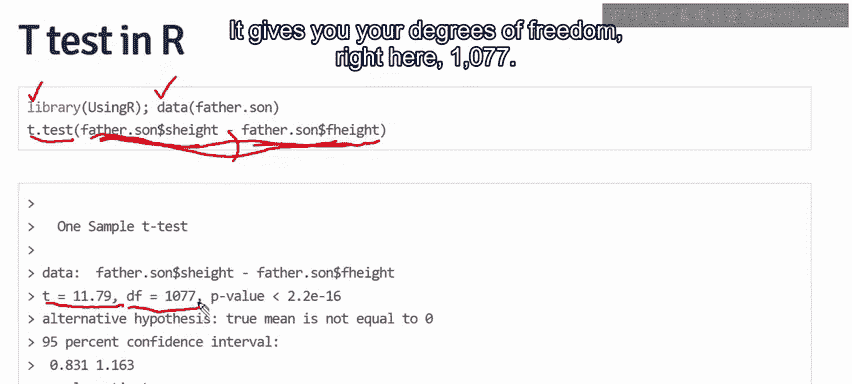 T test in R
It gives you your degrees of freedom,
right here, 1,077.
library(UsingR); data(father.son)
t.test(father.son$sheight - father.son$fheight)
>
>   One Sample t-test
>
> data:  father.son$sheight - father.son$fheight
> t = 11.79, df = 1077, p-value < 2.2e-16
> alternative hypothesis: true mean is not equal to 0
> 95 percent confidence interval:
>  0.831 1.163